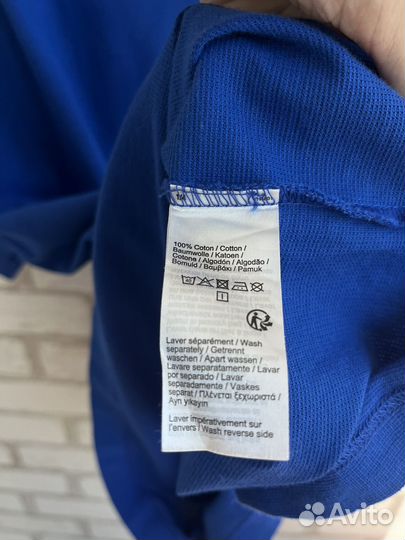 100% Coton / Cotton /
Baumwolle / Katoen /
Cotone / Algodón / Algodão /
Bomuld / Βαμβάκι / Pamuk
Laver séparément / Wash
separately / Getrennt
waschen / Apart wassen /
Lavare separatamente / Lavar
por separado / Lavar
separadamente / Vaskes
separat / Πλένεται ξεχωριστά /
Ayrı yıkayin
Laver impérativement sur
l'envers / Wash reverse side
Avito